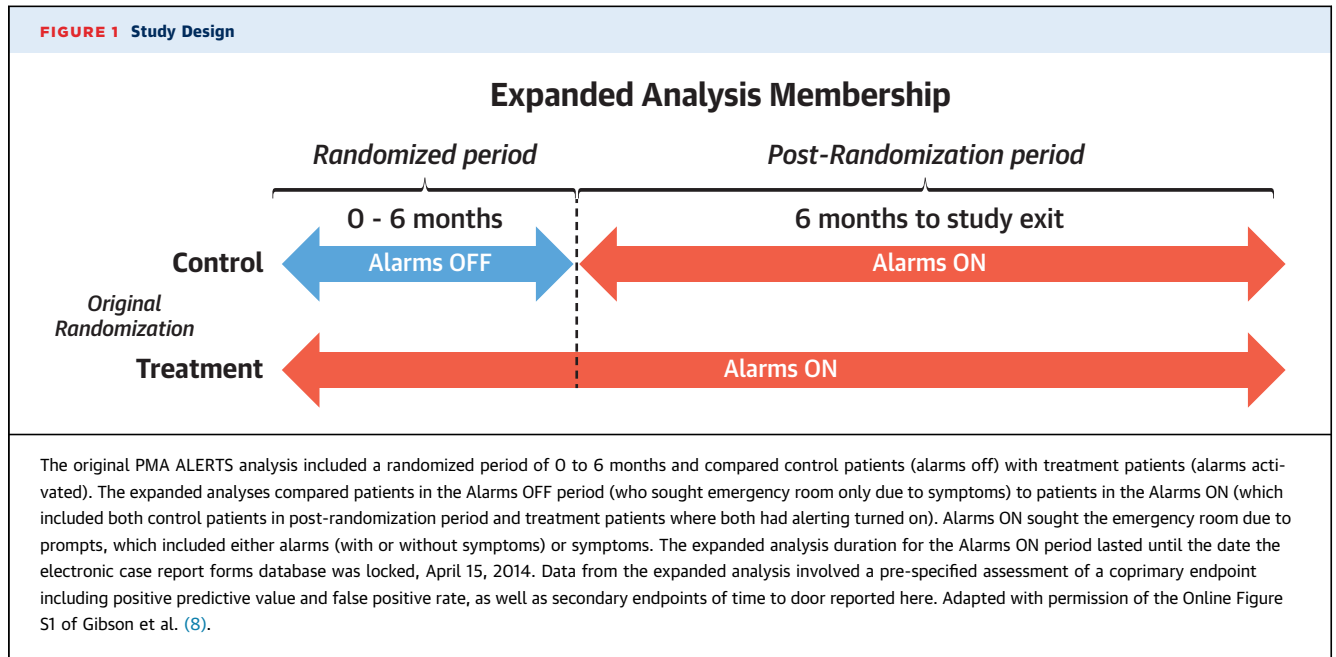 FIGURE 1 Study Design
Expanded Analysis Membership
Randomized period
Post-Randomization period
0 - 6 months
6 months to study exit
Control
Alarms OFF
Alarms ON
Original
Randomization
Treatment
Alarms ON
The original PMA ALERTS analysis included a randomized period of 0 to 6 months and compared control patients (alarms off) with treatment patients (alarms acti-
vated). The expanded analyses compared patients in the Alarms OFF period (who sought emergency room only due to symptoms) to patients in the Alarms ON (which
included both control patients in post-randomization period and treatment patients where both had alerting turned on). Alarms ON sought the emergency room due to
prompts, which included either alarms (with or without symptoms) or symptoms. The expanded analysis duration for the Alarms ON period lasted until the date the
electronic case report forms database was locked, April 15, 2014. Data from the expanded analysis involved a pre-specified assessment of a coprimary endpoint
including positive predictive value and false positive rate, as well as secondary endpoints of time to door reported here. Adapted with permission of the Online Figure
S1 of Gibson et al. (8).